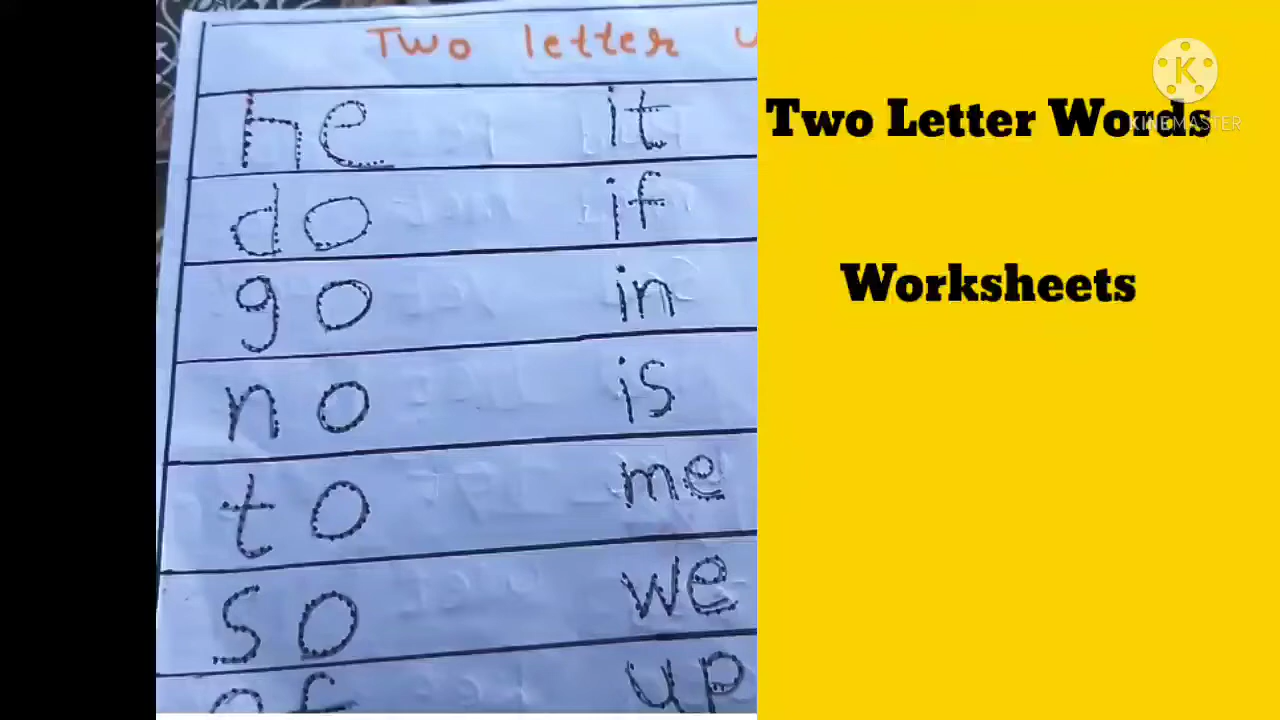 Two letter
he it
do if
go in
no is
to me
so we
of up
Two Letter Words
KINEMASTER
Worksheets